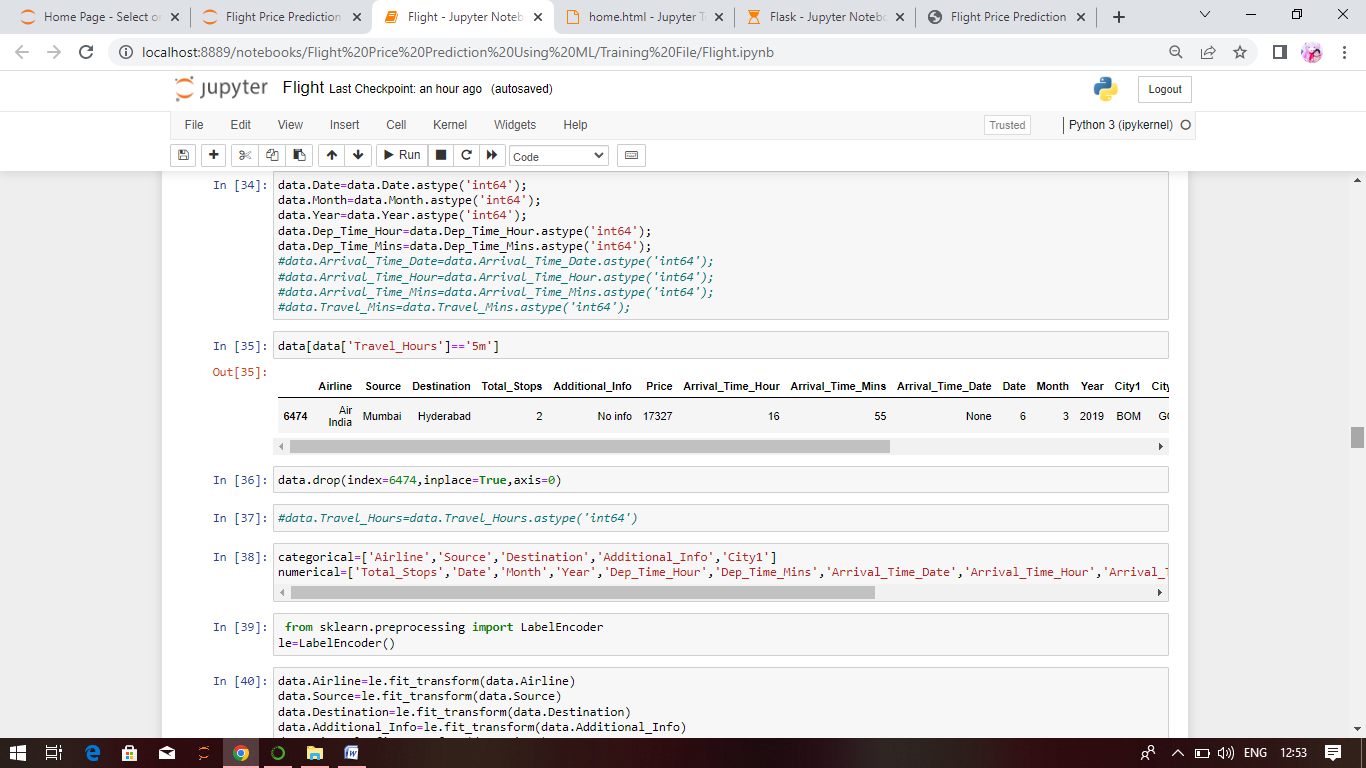 Home Page - Select or
Flight Price Prediction
Flight - Jupyter Noteb
home.html - Jupyter T
Flask - Jupyter Notebo
Flight Price Prediction
localhost:8889/notebooks/Flight%20Price%20Prediction%20Using%20ML/Training%20File/Flight.ipynb
jupyter Flight Last Checkpoint: an hour ago (autosaved)
Logout
File Edit View Insert Cell Kernel Widgets Help
Trusted
Python 3 (ipykernel)
Run
Code
In [34]:
data.Date=data.Date.astype('int64');
data.Month=data.Month.astype('int64');
data.Year=data.Year.astype('int64');
data.Dep_Time_Hour=data.Dep_Time_Hour.astype('int64');
data.Dep_Time_Mins=data.Dep_Time_Mins.astype('int64');
#data.Arrival_Time_Date=data.Arrival_Time_Date.astype('int64');
#data.Arrival_Time_Hour=data.Arrival_Time_Hour.astype('int64');
#data.Arrival_Time_Mins=data.Arrival_Time_Mins.astype('int64');
#data.Travel_Mins=data.Travel_Mins.astype('int64');
In [35]:
data[data['Travel_Hours']=='5m']
Out[35]:
Airline Source Destination Total_Stops Additional_Info Price Arrival_Time_Hour Arrival_Time_Mins Arrival_Time_Date Date Month Year City1 City
6474 Air India Mumbai Hyderabad 2 No info 17327 16 55 None 6 3 2019 BOM
In [36]:
data.drop(index=6474,inplace=True,axis=0)
In [37]:
#data.Travel_Hours=data.Travel_Hours.astype('int64')
In [38]:
categorical=['Airline','Source','Destination','Additional_Info','City1']
numerical=['Total_Stops','Date','Month','Year','Dep_Time_Hour','Dep_Time_Mins','Arrival_Time_Date','Arrival_Time_Hour','Arrival_T
In [39]:
from sklearn.preprocessing import LabelEncoder
le=LabelEncoder()
In [40]:
data.Airline=le.fit_transform(data.Airline)
data.Source=le.fit_transform(data.Source)
data.Destination=le.fit_transform(data.Destination)
data.Additional_Info=le.fit_transform(data.Additional_Info)
ENG
12:53